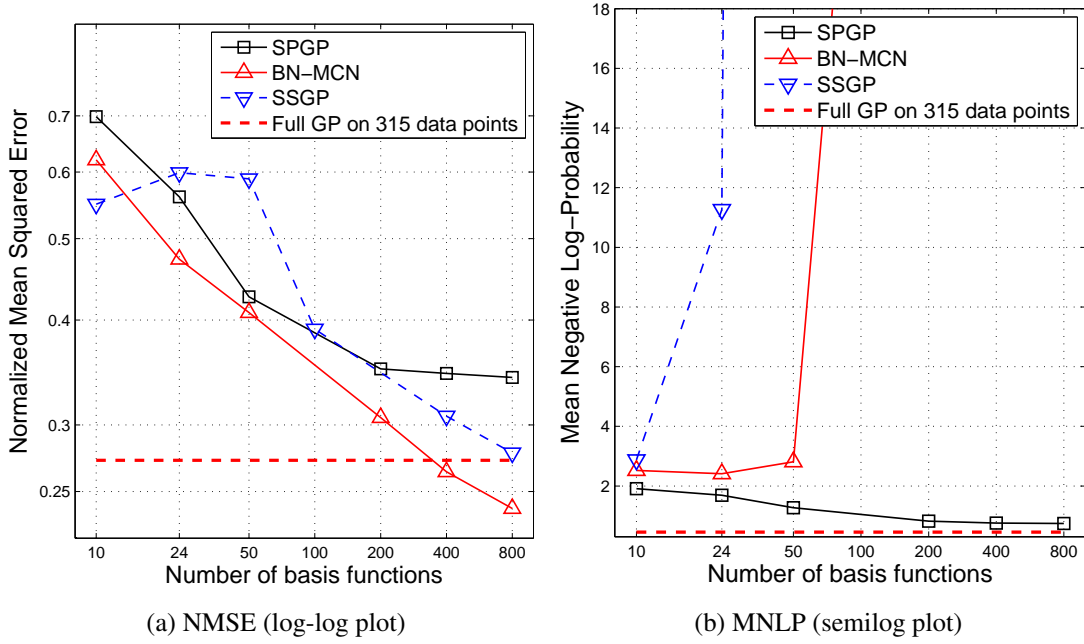 SPGP
BN−MCN
SSGP
Full GP on 315 data points
0.7
0.6
0.5
0.4
0.3
0.25
Normalized Mean Squared Error
10 24 50 100 200 400 800
Number of basis functions
(a) NMSE (log-log plot)
SPGP
BN−MCN
SSGP
Full GP on 315 data points
18
16
14
12
10
8
6
4
2
Mean Negative Log−Probability
10 24 50 100 200 400 800
Number of basis functions
(b) MNLP (semilog plot)